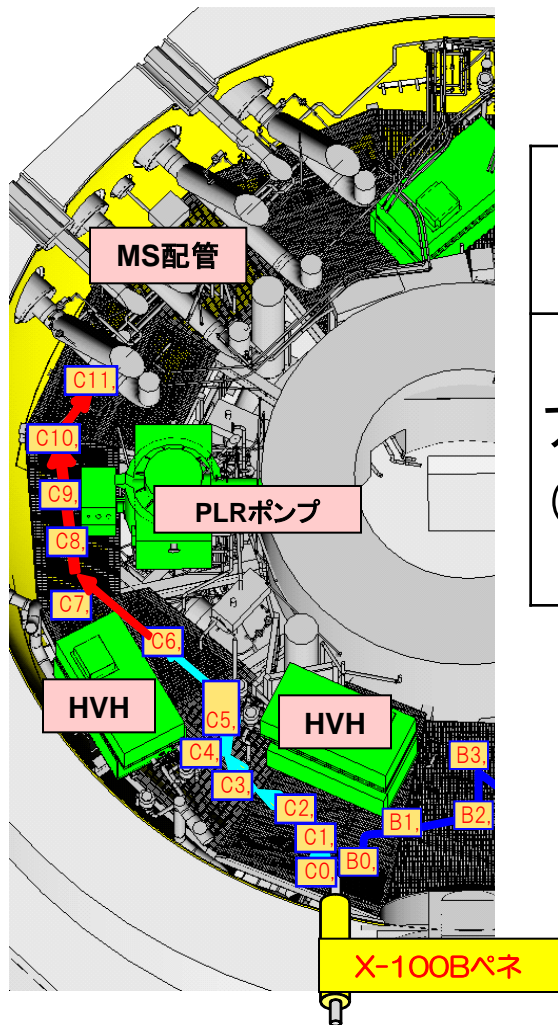 MS配管
C11,
C10,
C9,
PLRポンプ
C8,
C7,
C6,
HVH
C5,
HVH
C4,
B3,
C3,
C2,
B2,
B1,
C1,
B0,
C0,
X-100Bペネ